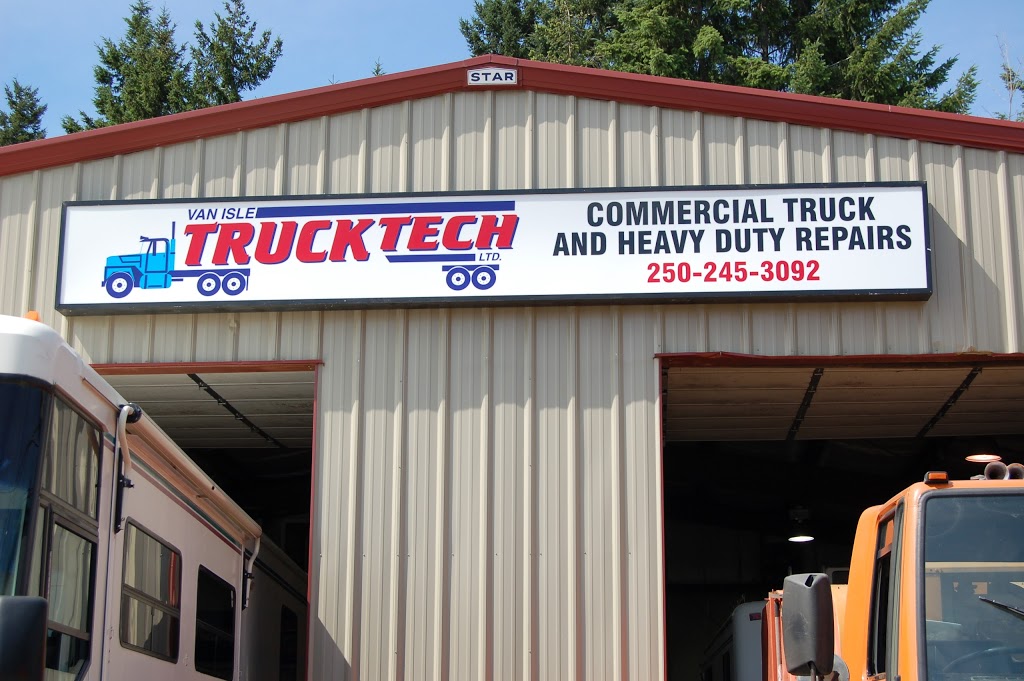 STAR
VAN ISLE
TRUCKTECH
LTD.
COMMERCIAL TRUCK
AND HEAVY DUTY REPAIRS
250-245-3092